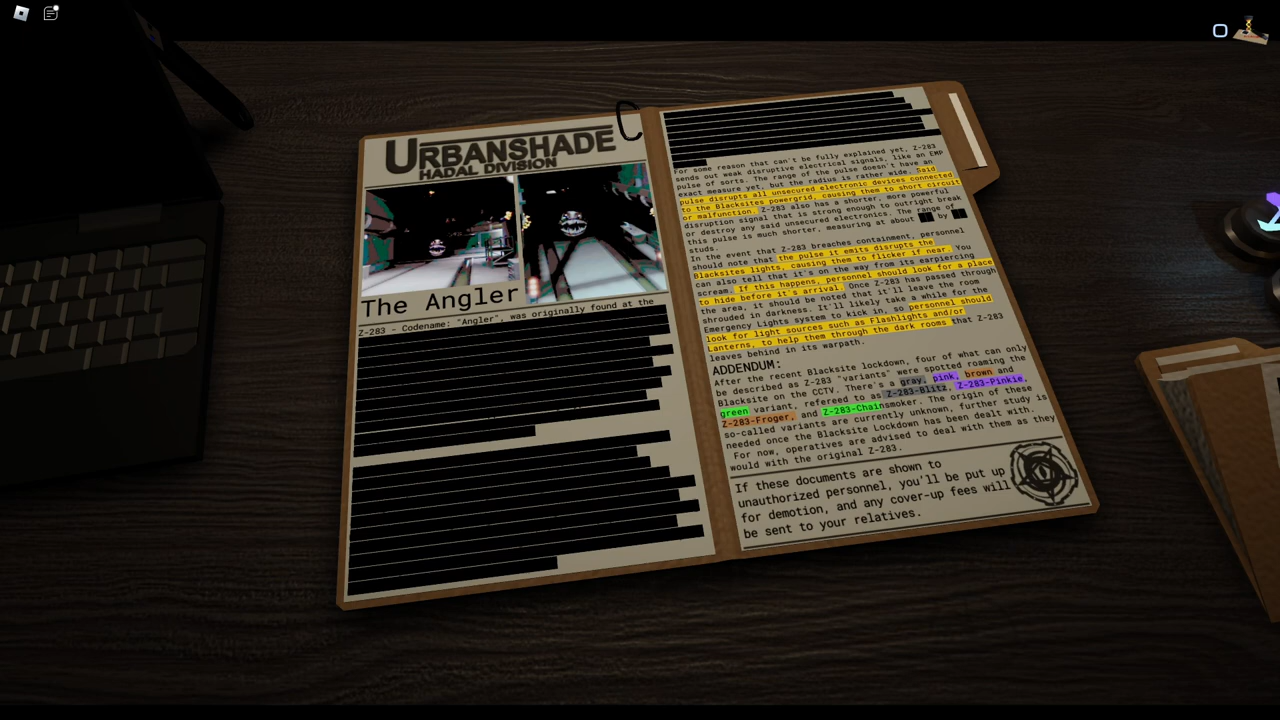 URBANSHADE
HADAL DIVISION
The Angler
Z-283 - Codename: "Angler", was originally found at the
For some reason that can't be fully explained yet, Z-283
sends out weak disruptive electrical signals, like an EMP
pulse of sorts. The range of the pulse doesn't have an
exact measure yet, but the radius is rather wide. Said
pulse disrupts all unsecured electronic devices connected
to the Blacksites powergrid, causing them to short circuit
or malfunction. Z-283 also has a shorter, more powerful
disruption signal that is strong enough to outright break
or destroy any said unsecured electronics. The range of
this pulse is much shorter, measuring at about ██ by ██
studs.
In the event that Z-283 breaches containment, personnel
should note that the pulse it emits disrupts the
Blacksites lights, causing them to flicker if near. You
can also tell that it's on the way from its earpiercing
scream. If this happens, personnel should look for a place
to hide before it's arrival. Once Z-283 has passed through
the area, it should be noted that it'll leave the room
shrouded in darkness. It'll likely take a while for the
Emergency Lights system to kick in, so personnel should
look for light sources such as Flashlights and/or
Lanterns, to help them through the dark rooms that Z-283
leaves behind in its warpath.
ADDENDUM:
After the recent Blacksite lockdown, four of what can only
be described as Z-283 "variants" were spotted roaming the
Blacksite on the CCTV. There's a gray, pink, brown and
green variant, refereed to as Z-283-Blitz, Z-283-Pinkie,
Z-283-Froger, and Z-283-Chainsmoker. The origin of these
so-called variants are currently unknown, further study is
needed once the Blacksite Lockdown has been dealt with.
For now, operatives are advised to deal with them as they
would with the original Z-283.
If these documents are shown to
unauthorized personnel, you'll be put up
for demotion, and any cover-up fees will
be sent to your relatives.